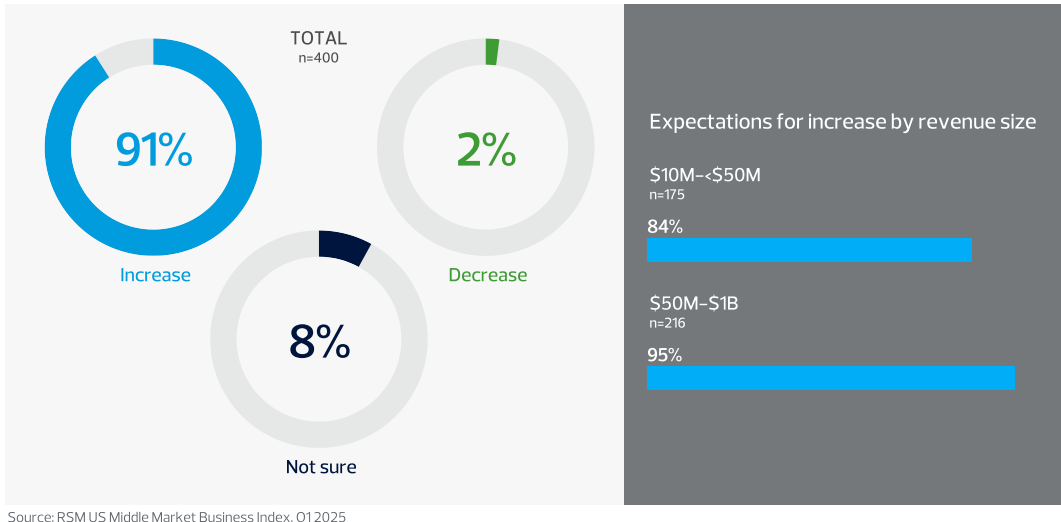 TOTAL
n=400
91%
Increase
2%
Decrease
8%
Not sure
Expectations for increase by revenue size
$10M–<$50M
n=175
84%
$50M–$1B
n=216
95%
Source: RSM US Middle Market Business Index, Q1 2025